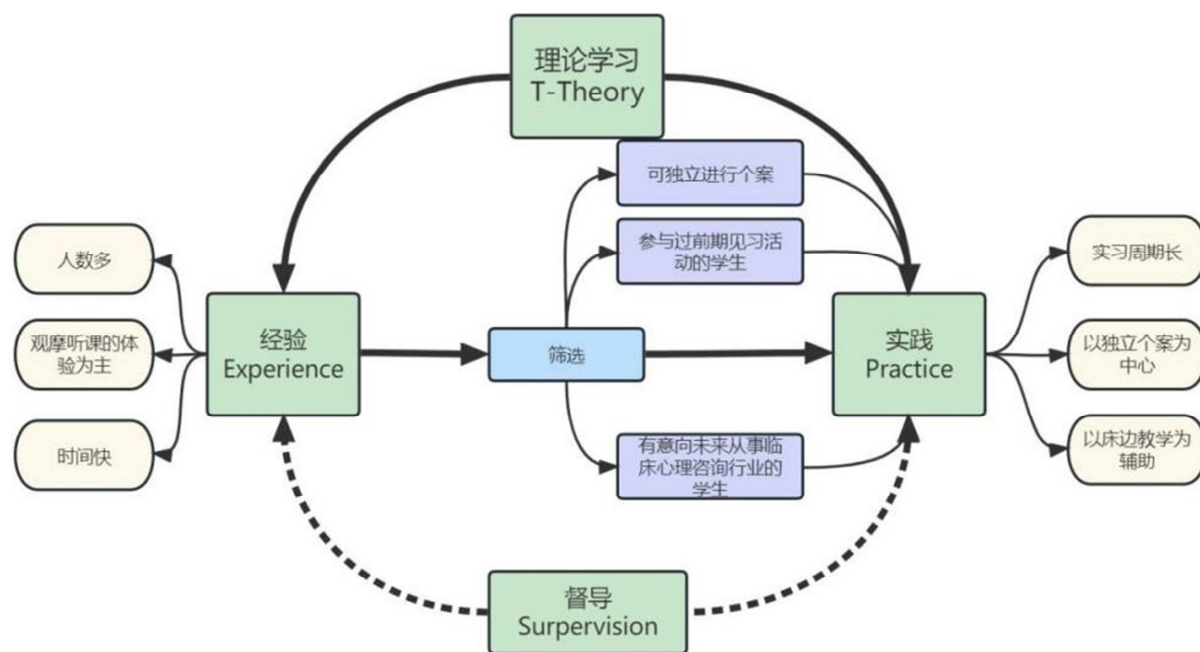 理论学习
T-Theory
可独立进行个案
参与过前期见习活
动的学生
人数多
观摩听课的体
验为主
时间快
经验
Experience
筛选
实践
Practice
实习周期长
以独立个案为
中心
以床边教学为
辅助
有意向未来从事临
床心理咨询行业的
学生
督导
Surpervision